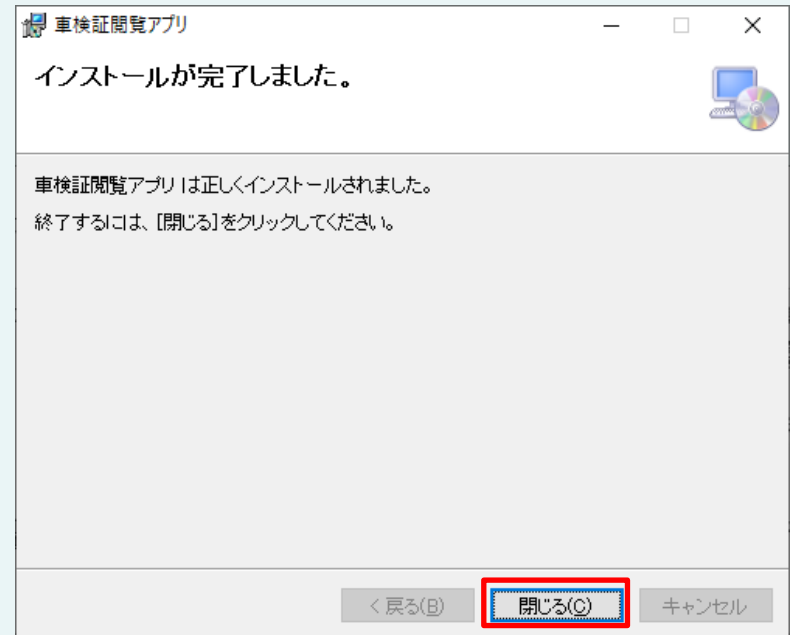 車検証閲覧アプリ
インストールが完了しました。
車検証閲覧アプリ は正しくインストールされました。
終了するには、[閉じる]をクリックしてください。
< 戻る(B)
閉じる(C)
キャンセル